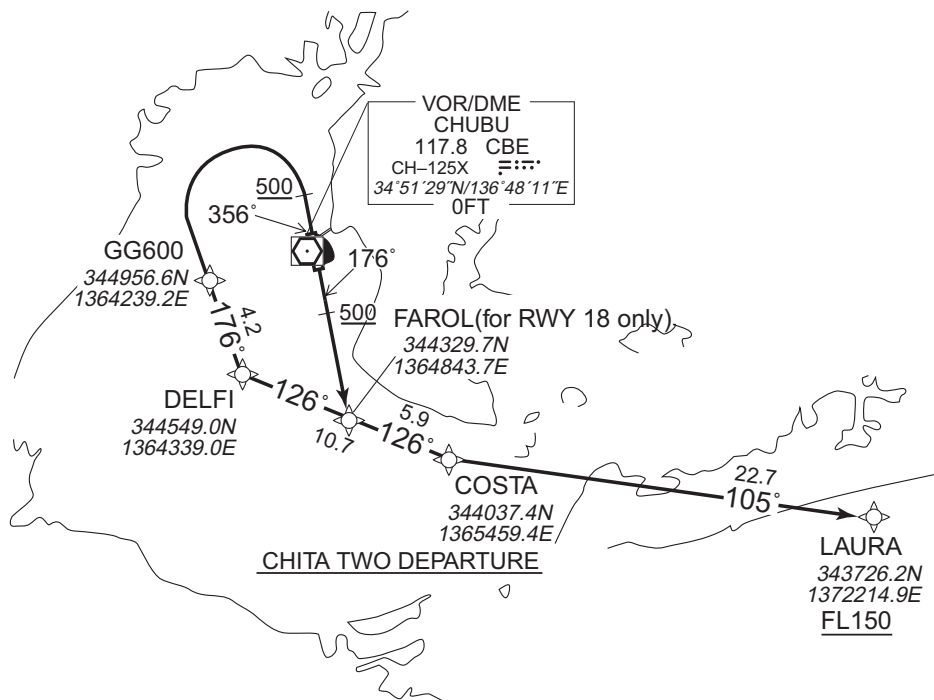 VOR/DME
CHUBU
117.8 CBE
CH–125X
34°51´29˝N/136°48´11˝E
0FT
500
356°
GG600
344956.6N
1364239.2E
176°
500
4.2
176°
FAROL(for RWY 18 only)
344329.7N
1364843.7E
DELFI
344549.0N
1364339.0E
126°
10.7
5.9
126°
COSTA
344037.4N
1365459.4E
22.7
105°
LAURA
343726.2N
1372214.9E
FL150
CHITA TWO DEPARTURE